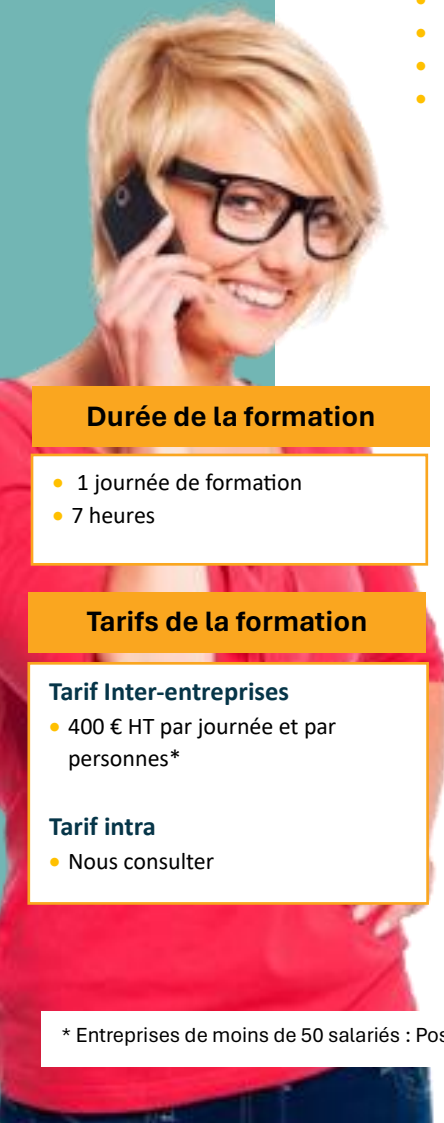 Durée de la formation
• 1 journée de formation
• 7 heures
Tarifs de la formation
Tarif Inter-entreprises
• 400 € HT par journée et par
personnes*
Tarif intra
• Nous consulter
* Entreprises de moins de 50 salariés :